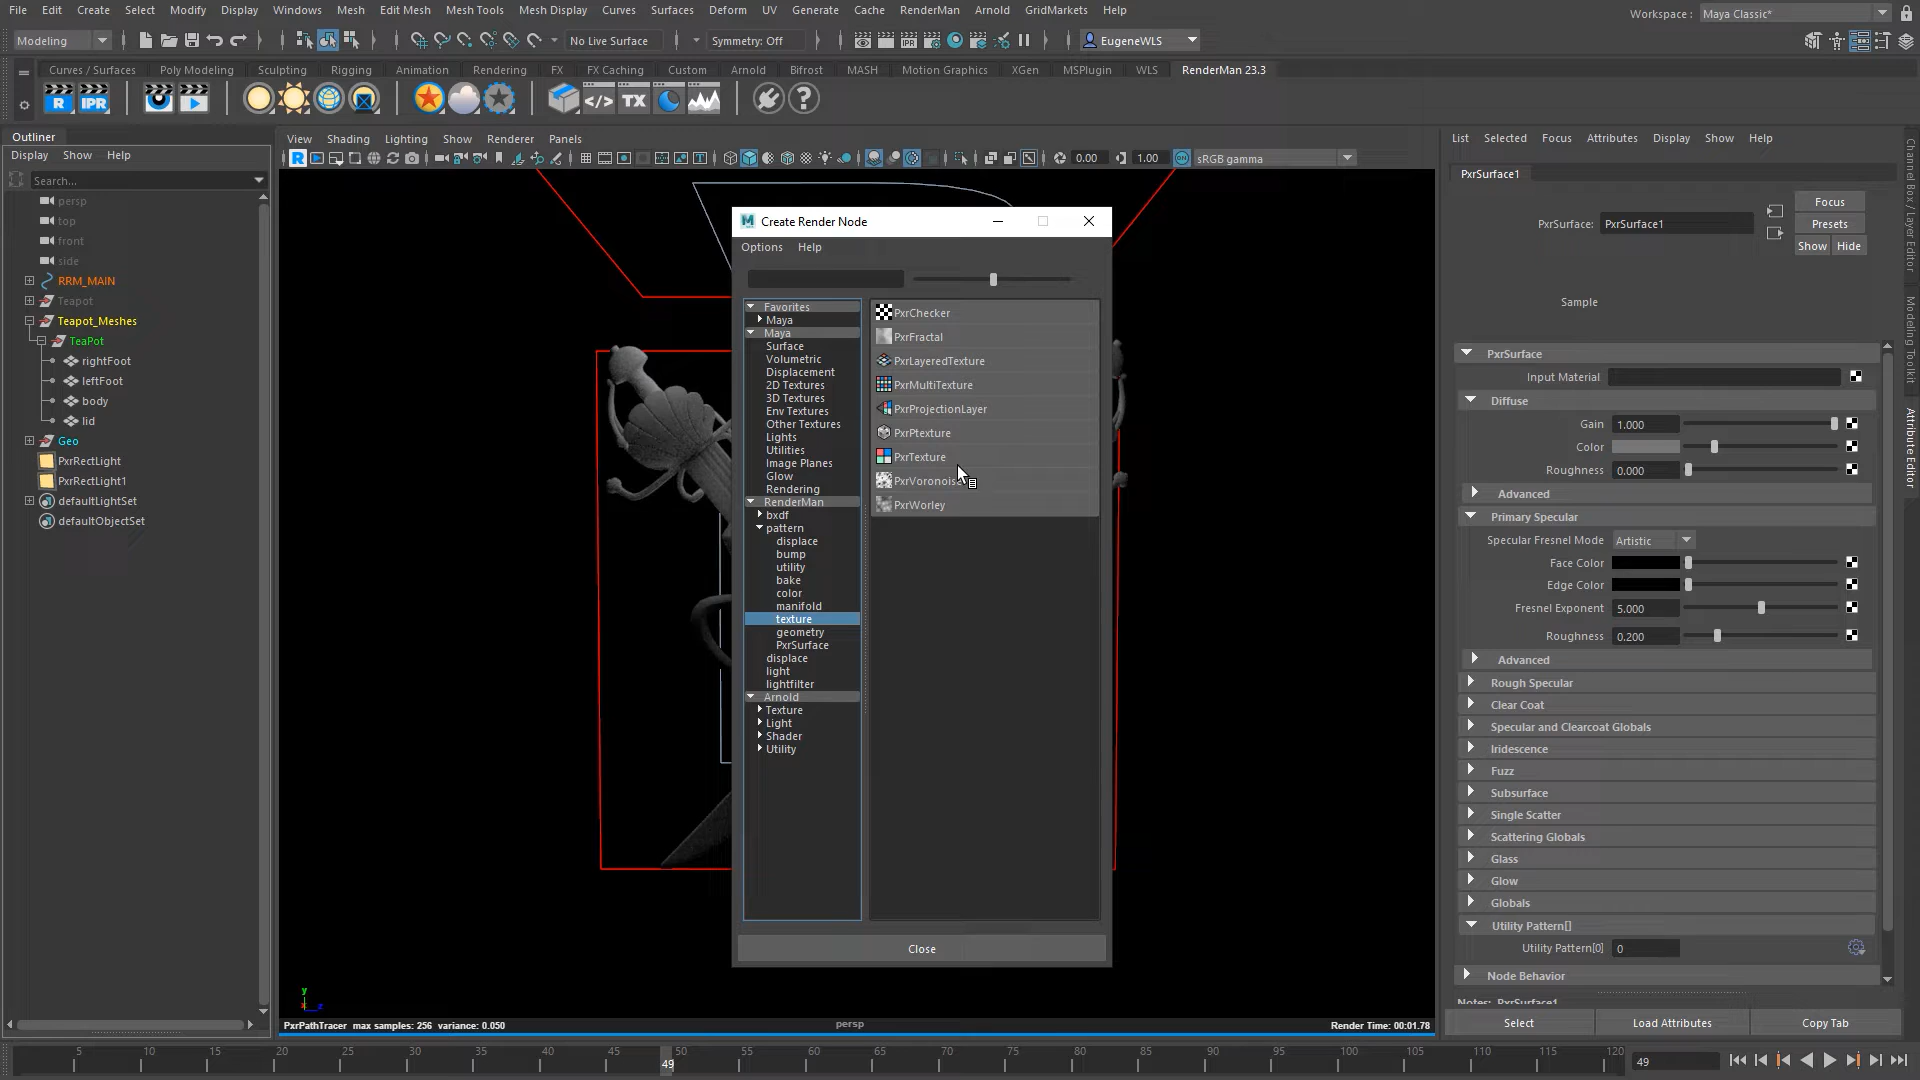 File Edit Create Select Modify Display Windows Mesh Edit Mesh Mesh Tools Mesh Display Curves Surfaces Deform UV Generate Cache RenderMan Arnold GridMarkets Help
Workspace : Maya Classic*
Modeling No Live Surface Symmetry: Off EugeneWLS
Curves / Surfaces Poly Modeling Sculpting Rigging Animation Rendering FX FX Caching Custom Arnold Bifrost MASH Motion Graphics XGen MSPlugin WLS RenderMan 23.3
R IPR </> TX ?
Outliner
Display Show Help
Search...
persp
top
front
side
RRM_MAIN
Teapot
Teapot_Meshes
TeaPot
rightFoot
leftFoot
body
lid
Geo
PxrRectLight
PxrRectLight1
defaultLightSet
defaultObjectSet
View Shading Lighting Show Renderer Panels
0.00 1.00 sRGB gamma
Create Render Node
Options Help
Favorites
Maya
Maya
Surface
Volumetric
Displacement
2D Textures
3D Textures
Env Textures
Other Textures
Lights
Utilities
Image Planes
Glow
Rendering
RenderMan
bxdf
pattern
displace
bump
utility
bake
color
manifold
texture
geometry
PxrSurface
displace
light
lightfilter
Arnold
Texture
Light
Shader
Utility
PxrChecker
PxrFractal
PxrLayeredTexture
PxrMultiTexture
PxrProjectionLayer
PxrPtexture
PxrTexture
PxrVoronoise
PxrWorley
Close
y
z
PxrPathTracer max samples: 256 variance: 0.050
persp
Render Time: 00:01.78
List Selected Focus Attributes Display Show Help
PxrSurface1
PxrSurface: PxrSurface1
Focus
Presets
Show Hide
Sample
PxrSurface
Input Material
Diffuse
Gain 1.000
Color
Roughness 0.000
Advanced
Primary Specular
Specular Fresnel Mode Artistic
Face Color
Edge Color
Fresnel Exponent 5.000
Roughness 0.200
Advanced
Rough Specular
Clear Coat
Specular and Clearcoat Globals
Iridescence
Fuzz
Subsurface
Single Scatter
Scattering Globals
Glass
Glow
Globals
Utility Pattern[]
Utility Pattern[0] 0
Node Behavior
Notes: PxrSurface1
Select Load Attributes Copy Tab
Channel Box / Layer Editor
Modeling Toolkit
Attribute Editor
5 10 15 20 25 30 35 40 45 50 55 60 65 70 75 80 85 90 95 100 105 110 115 120
49
49